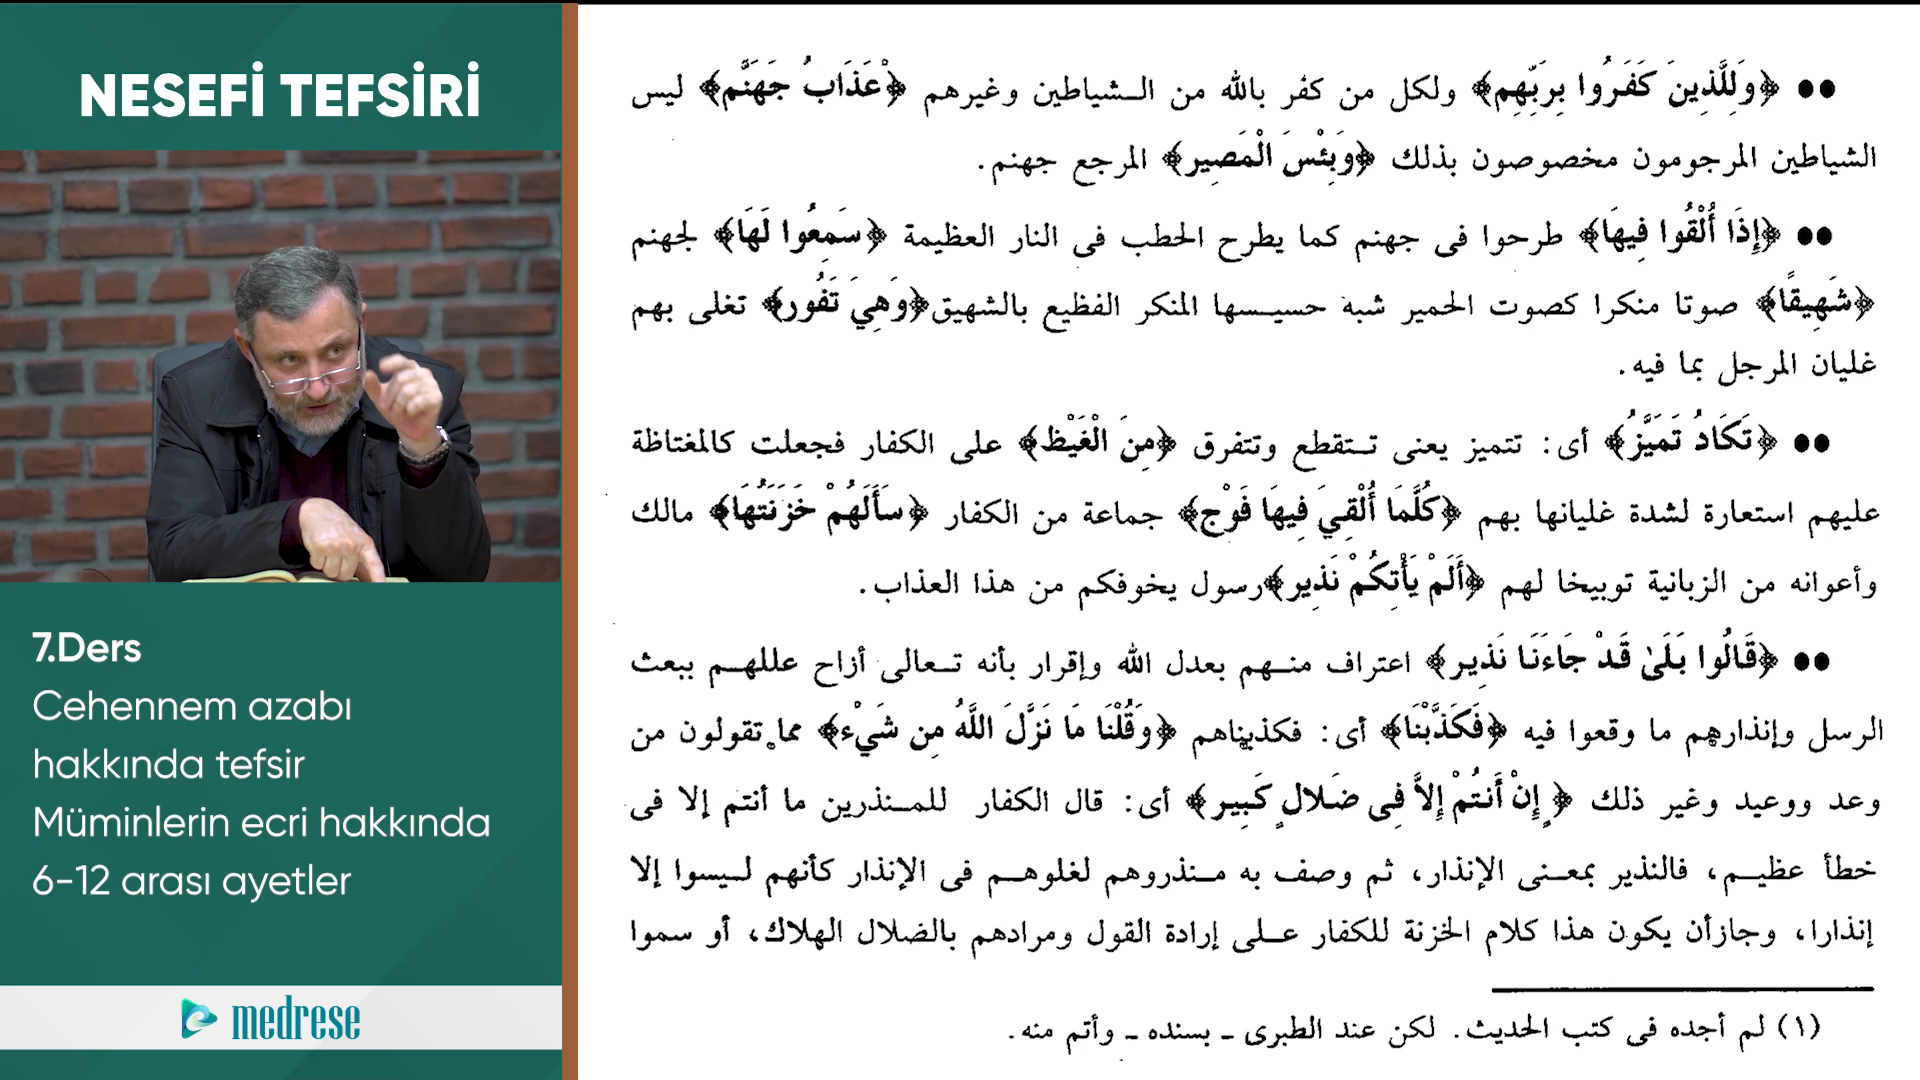 NESEFİ TEFSİRİ
7.Ders
Cehennem azabı
hakkında tefsir
Müminlerin ecri hakkında
6-12 arası ayetler
medrese
●● ﴿وَلِلَّذِينَ كَفَرُوا بِرَبِّهِم﴾ ولكل من كفر بالله من الشياطين وغيرهم ﴿عَذَابُ جَهَنَّم﴾ ليس
الشياطين المرجومون مخصوصون بذلك ﴿وَبِئْسَ الْمَصِير﴾ المرجع جهنم.
●● ﴿إِذَا أُلْقُوا فِيهَا﴾ طرحوا فى جهنم كما يطرح الحطب فى النار العظيمة ﴿سَمِعُوا لَهَا﴾ لجهنم
﴿شَهِيقًا﴾ صوتا منكرا كصوت الحمير شبه حسيسها المنكر الفظيع بالشهيق﴿وَهِيَ تَفُور﴾ تغلى بهم
غليان المرجل بما فيه.
●● ﴿تَكَادُ تَمَيَّزُ﴾ أى: تتميز يعنى تتقطع وتتفرق ﴿مِنَ الْغَيْظ﴾ على الكفار فجعلت كالمغتاظة
عليهم استعارة لشدة غليانها بهم ﴿كُلَّمَا أُلْقِيَ فِيهَا فَوْج﴾ جماعة من الكفار ﴿سَأَلَهُمْ خَزَنَتُهَا﴾ مالك
وأعوانه من الزبانية توبيخا لهم ﴿أَلَمْ يَأْتِكُمْ نَذِير﴾رسول يخوفكم من هذا العذاب.
●● ﴿قَالُوا بَلَىٰ قَدْ جَاءَنَا نَذِير﴾ اعتراف منهم بعدل الله وإقرار بأنه تعالى أزاح عللهم ببعث
الرسل وإنذارهم ما وقعوا فيه ﴿فَكَذَّبْنَا﴾ أى: فكذبناهم ﴿وَقُلْنَا مَا نَزَّلَ اللَّهُ مِن شَيْء﴾ مما تقولون من
وعد ووعيد وغير ذلك ﴿إِنْ أَنتُمْ إِلاَّ فِى ضَلالٍ كَبِير﴾ أى: قال الكفار للمنذرين ما أنتم إلا فى
خطأ عظيم، فالنذير بمعنى الإنذار، ثم وصف به منذروهم لغلوهم فى الإنذار كأنهم ليسوا إلا
إنذارا، وجازأن يكون هذا كلام الخزنة للكفار على إرادة القول ومرادهم بالضلال الهلاك، أو سموا
(١) لم أجده فى كتب الحديث. لكن عند الطبرى ـ بسنده ـ وأتم منه.